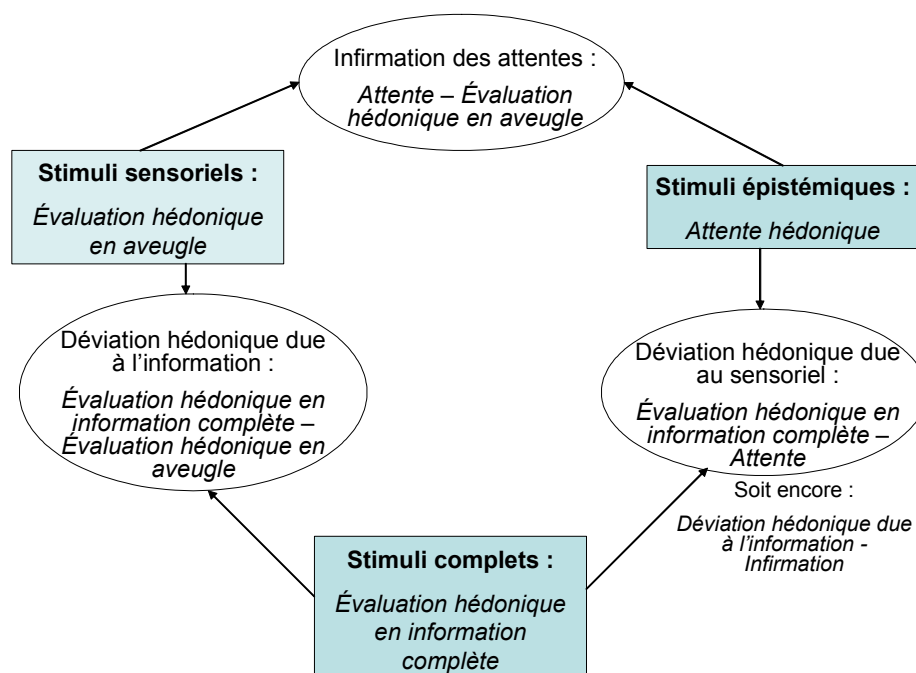 Infirmation des attentes :
Attente – Évaluation
hédonique en aveugle
Stimuli sensoriels :
Évaluation hédonique
en aveugle
Stimuli épistémiques :
Attente hédonique
Déviation hédonique due
à l’information :
Évaluation hédonique en
information complète –
Évaluation hédonique en
aveugle
Déviation hédonique due
au sensoriel :
Évaluation hédonique en
information complète –
Attente
Soit encore :
Déviation hédonique due
à l’information -
Infirmation
Stimuli complets :
Évaluation hédonique
en information
complète